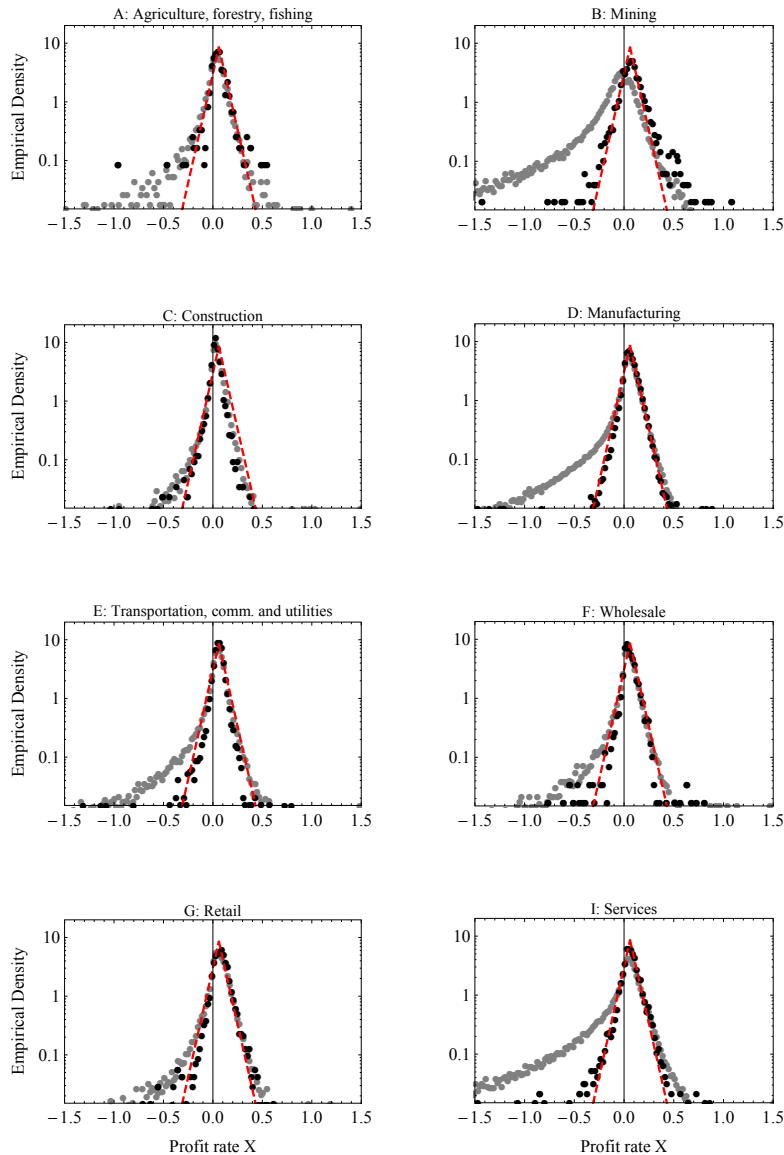 A: Agriculture, forestry, fishing
B: Mining
Empirical Density
10
1
0.1
−1.5 −1.0 −0.5 0.0 0.5 1.0 1.5
10
1
0.1
−1.5 −1.0 −0.5 0.0 0.5 1.0 1.5
C: Construction
D: Manufacturing
Empirical Density
10
1
0.1
−1.5 −1.0 −0.5 0.0 0.5 1.0 1.5
10
1
0.1
−1.5 −1.0 −0.5 0.0 0.5 1.0 1.5
E: Transportation, comm. and utilities
F: Wholesale
Empirical Density
10
1
0.1
−1.5 −1.0 −0.5 0.0 0.5 1.0 1.5
10
1
0.1
−1.5 −1.0 −0.5 0.0 0.5 1.0 1.5
G: Retail
I: Services
Empirical Density
10
1
0.1
−1.5 −1.0 −0.5 0.0 0.5 1.0 1.5
Profit rate X
10
1
0.1
−1.5 −1.0 −0.5 0.0 0.5 1.0 1.5
Profit rate X